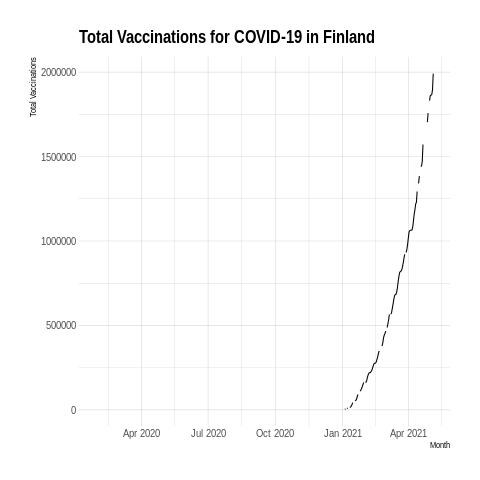 Total Vaccinations for COVID-19 in Finland
Total Vaccinations
2000000
1500000
1000000
500000
0
Apr 2020 Jul 2020 Oct 2020 Jan 2021 Apr 2021
Month